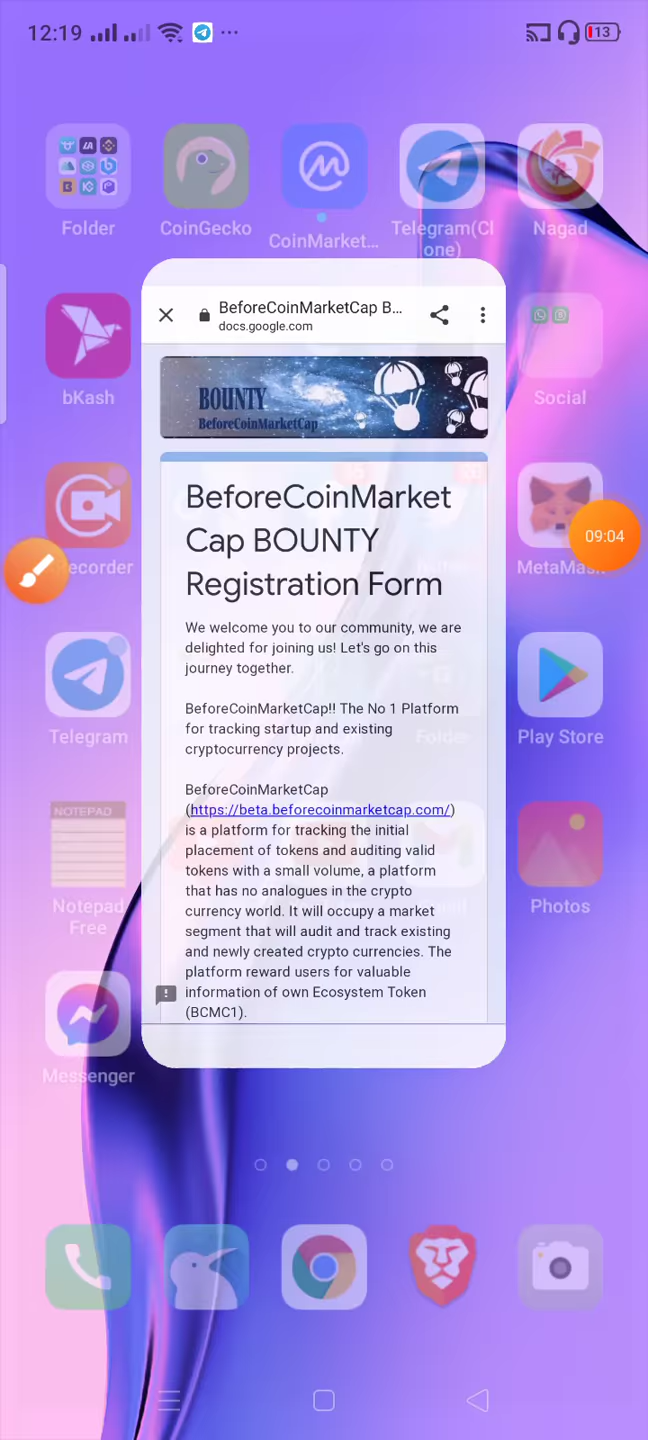 12:19
13
Folder
CoinGecko
CoinMarket...
Telegram(Cl
one)
Nagad
BeforeCoinMarketCap B...
docs.google.com
bKash
Social
BOUNTY
BeforeCoinMarketCap
BeforeCoinMarket
Cap BOUNTY
Registration Form
ecorder
MetaMas
09:04
We welcome you to our community, we are
delighted for joining us! Let's go on this
journey together.
BeforeCoinMarketCap!! The No 1 Platform
for tracking startup and existing
cryptocurrency projects.
Telegram
Folde
Play Store
BeforeCoinMarketCap
(https://beta.beforecoinmarketcap.com/)
is a platform for tracking the initial
placement of tokens and auditing valid
tokens with a small volume, a platform
that has no analogues in the crypto
currency world. It will occupy a market
segment that will audit and track existing
and newly created crypto currencies. The
platform reward users for valuable
information of own Ecosystem Token
(BCMC1).
NOTEPAD
Notepad
Free
Photos
Messenger